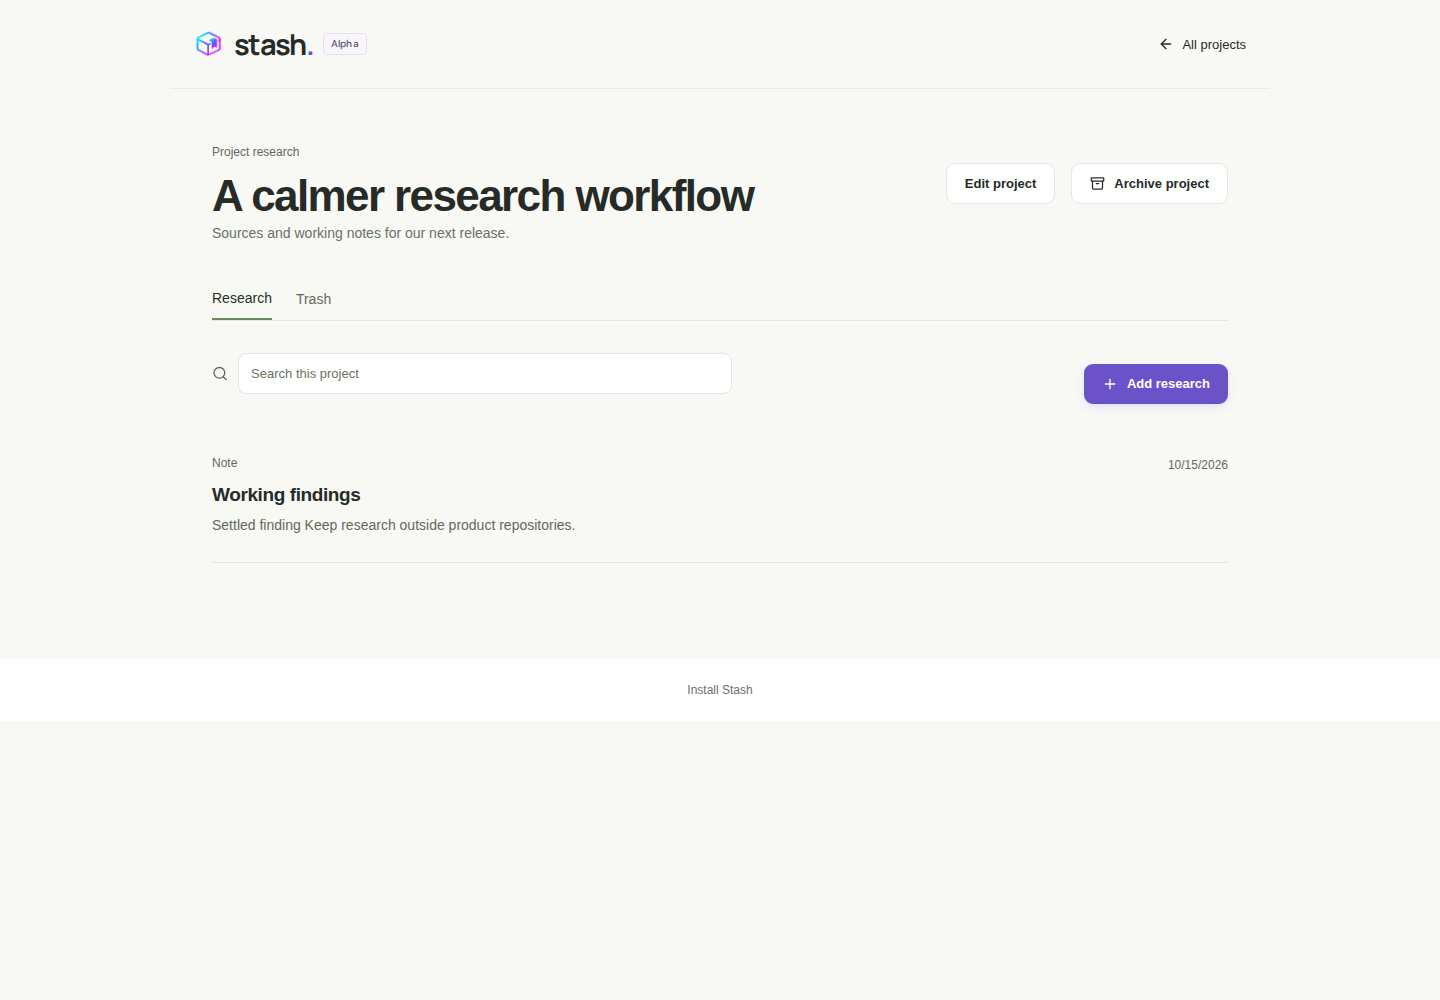 stash.
Alpha
All projects
Project research
A calmer research workflow
Sources and working notes for our next release.
Edit project
Archive project
Research
Trash
Search this project
Add research
Note
10/15/2026
Working findings
Settled finding Keep research outside product repositories.
Install Stash